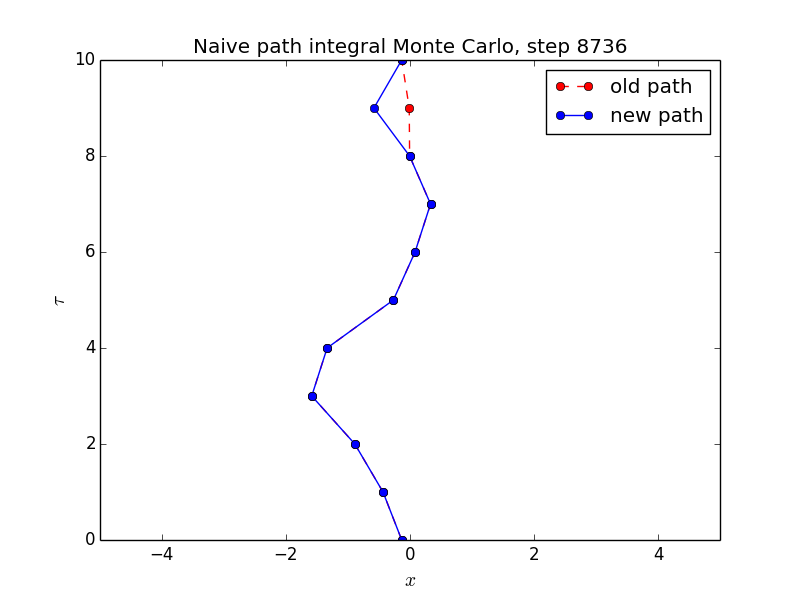 Naive path integral Monte Carlo, step 8736
10
8
6
4
2
0
τ
old path
new path
−4
−2
0
2
4
x